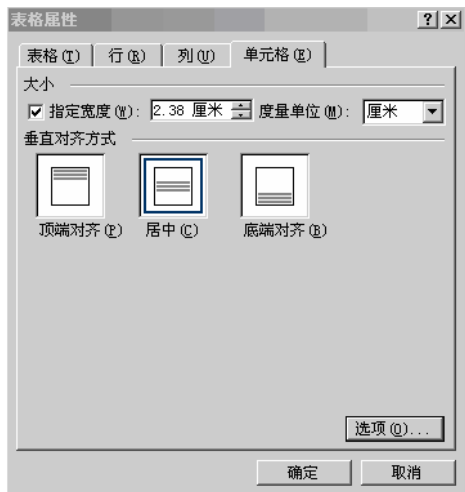 表格属性
表格(T) 行(R) 列(U) 单元格(E)
大小
指定宽度(W): 2.38 厘米 度量单位(M): 厘米
垂直对齐方式
顶端对齐(P) 居中(C) 底端对齐(B)
选项(O)...
确定 取消